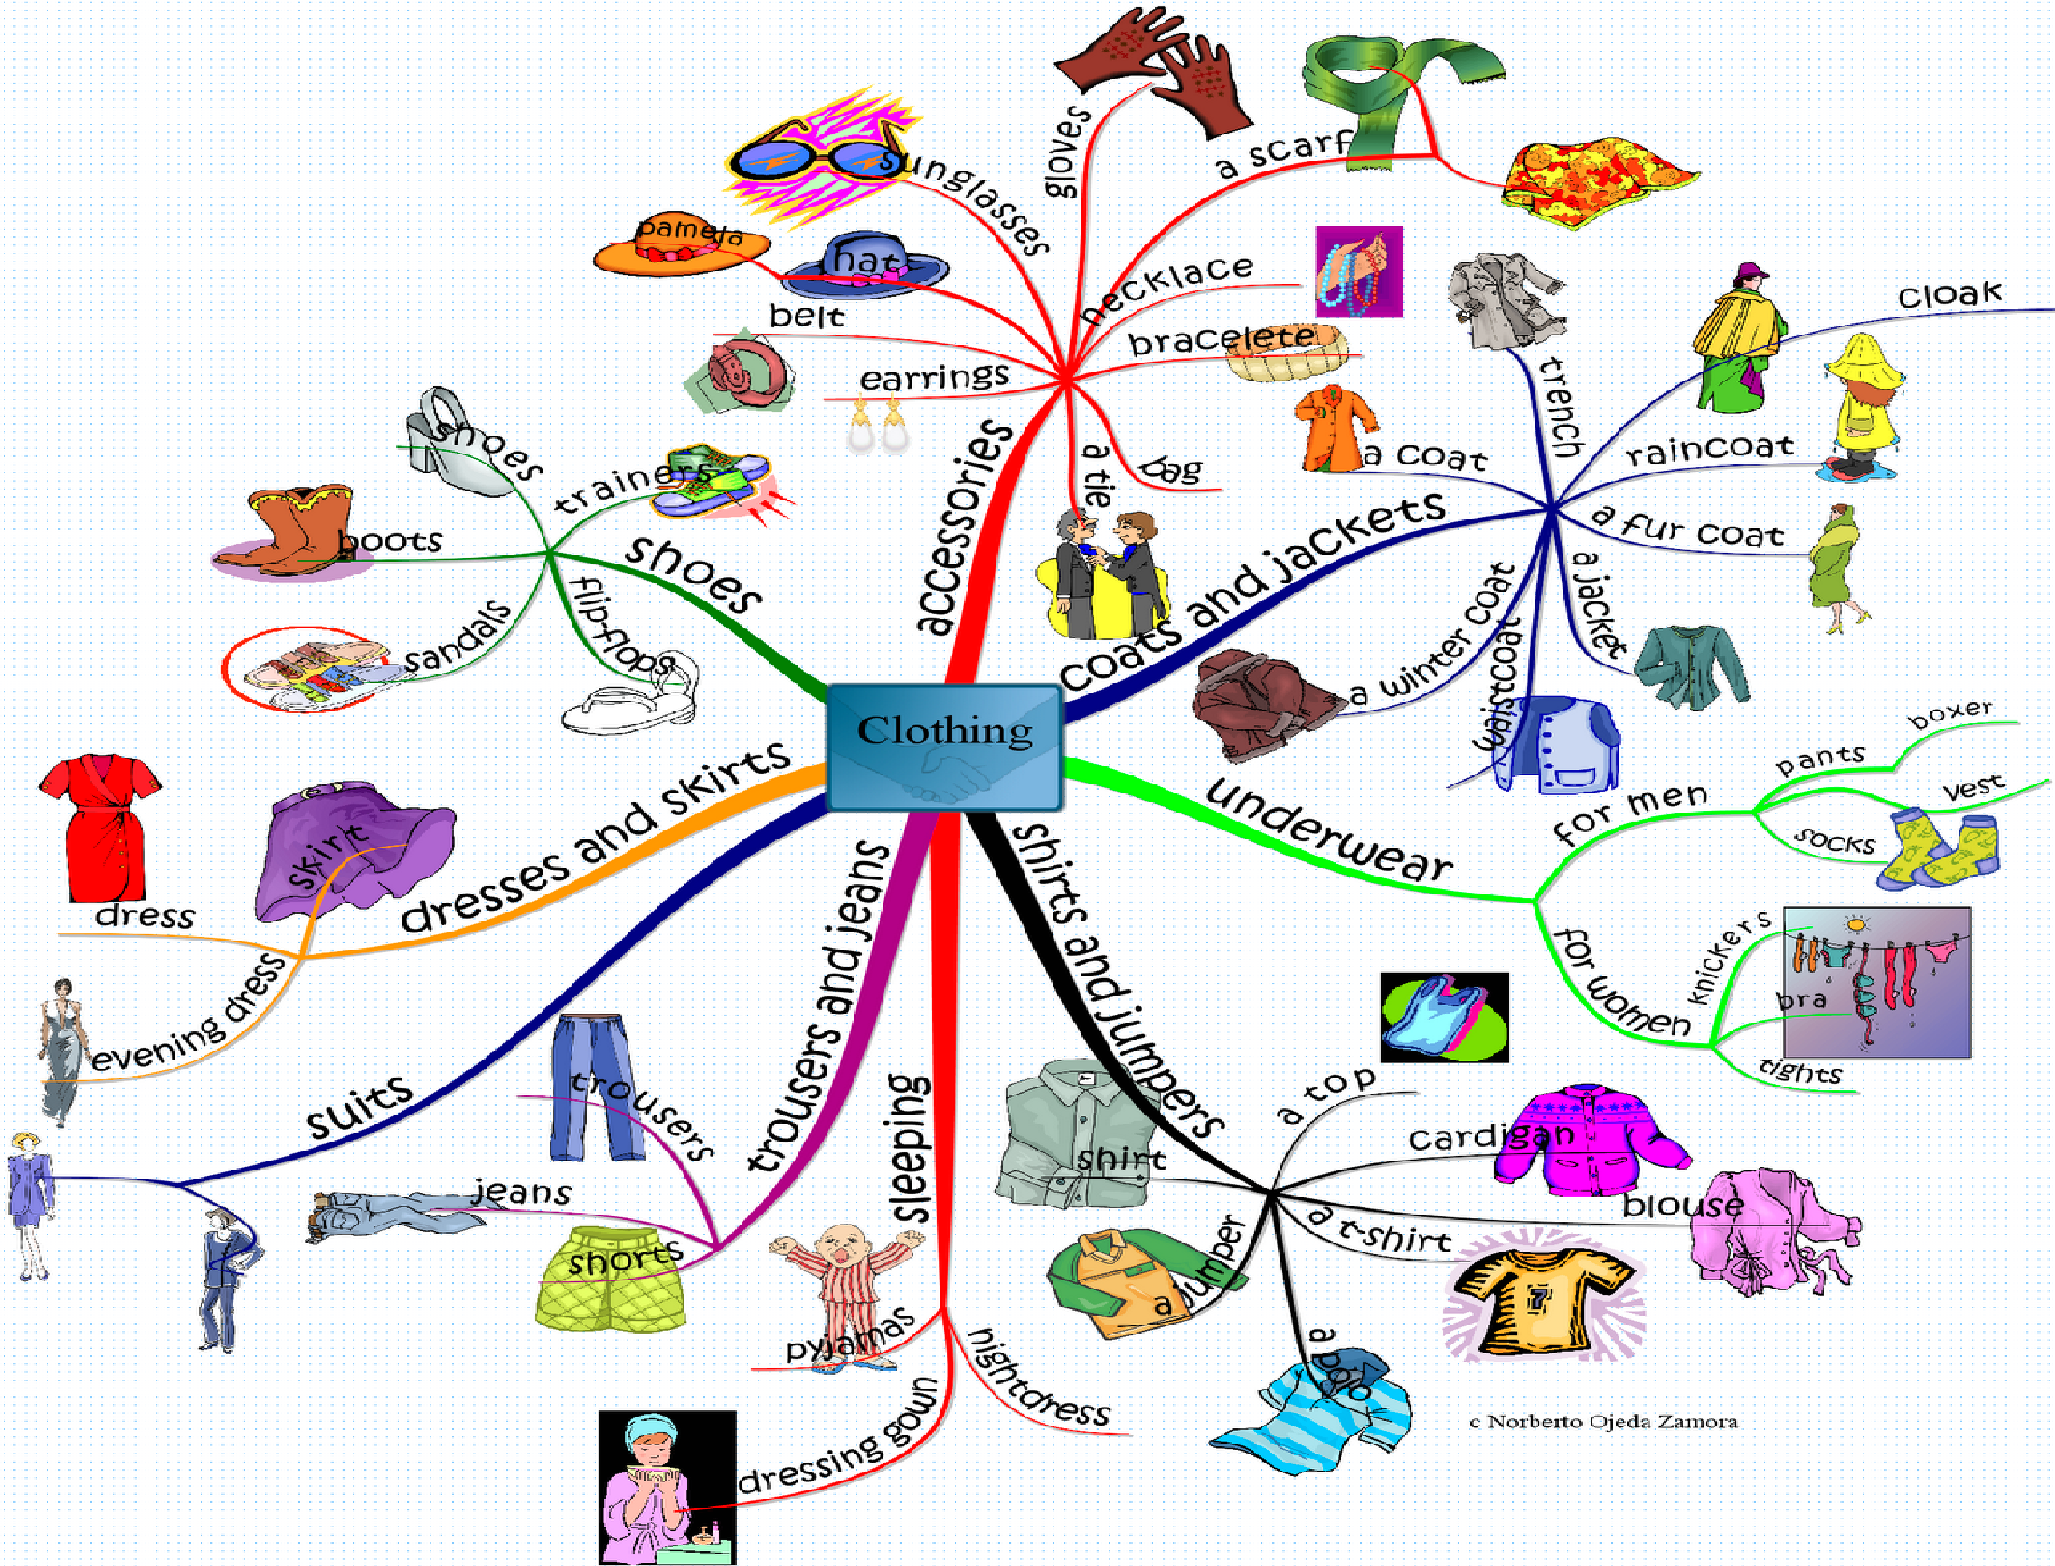 Clothing
accessories
gloves
a scarf
sunglasses
pamela
hat
necklace
belt
bracelete
earrings
a tie
bag
coats and jackets
trench
cloak
a coat
raincoat
a fur coat
a jacket
a winter coat
waistcoat
underwear
for men
pants
boxer
vest
socks
for women
knickers
bra
tights
shirts and jumpers
a top
cardigan
shirt
blouse
a t-shirt
a jumper
a polo
7
sleeping
pyjamas
nightdress
dressing gown
trousers and jeans
trousers
jeans
shorts
suits
dresses and skirts
skirt
dress
evening dress
shoes
shoes
trainers
boots
flip-flops
sandals
c Norberto Ojeda Zamora